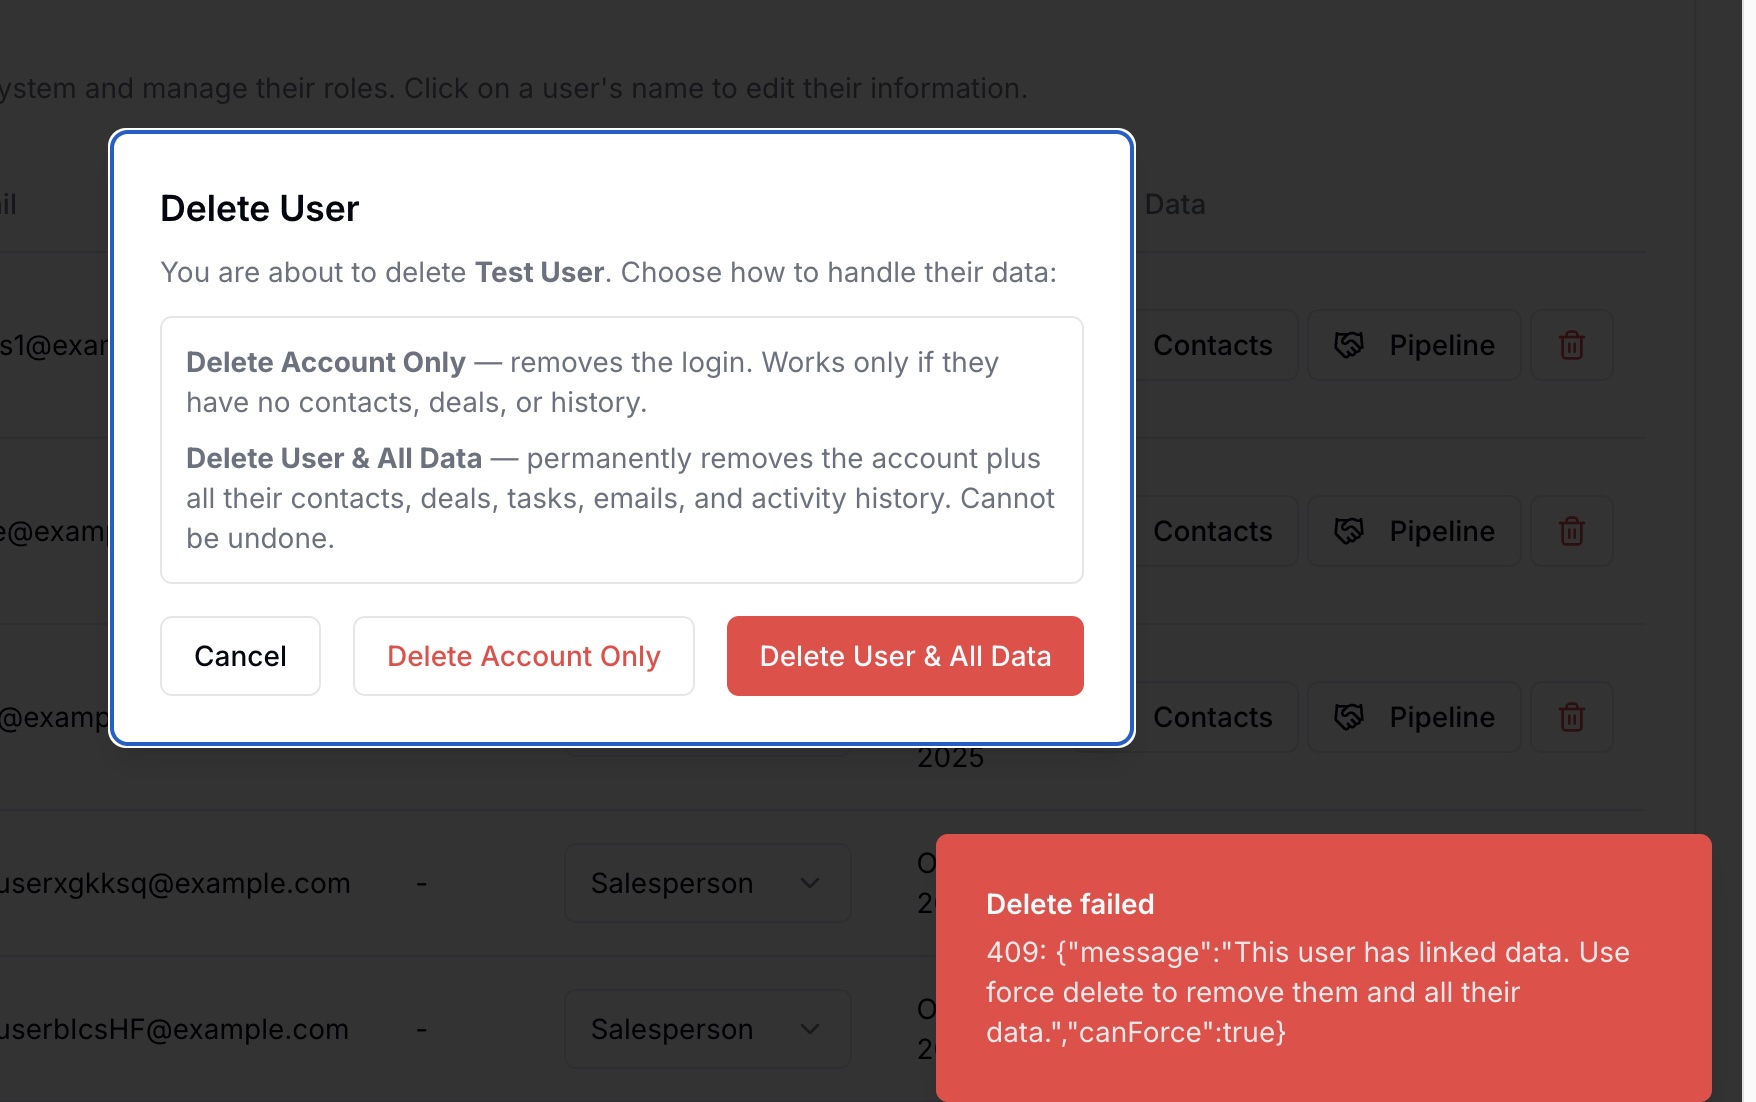 ystem and manage their roles. Click on a user's name to edit their information.
il
Data
Delete User
You are about to delete Test User. Choose how to handle their data:
Delete Account Only — removes the login. Works only if they
have no contacts, deals, or history.
Delete User & All Data — permanently removes the account plus
all their contacts, deals, tasks, emails, and activity history. Cannot
be undone.
Cancel
Delete Account Only
Delete User & All Data
s1@exam
Contacts
Pipeline
e@exam
Contacts
Pipeline
@examp
Contacts
Pipeline
2025
userxgkksq@example.com
-
Salesperson
userblcsHF@example.com
-
Salesperson
Delete failed
409: {"message":"This user has linked data. Use
force delete to remove them and all their
data.","canForce":true}